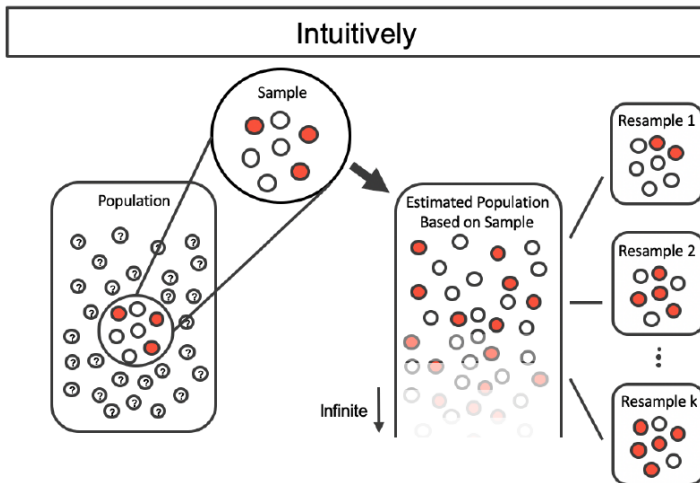 Intuitively
Sample
Population
Estimated Population
Based on Sample
Infinite
Resample 1
Resample 2
Resample k
? ? ? ? ? ? ? ? ? ? ? ? ? ? ? ? ? ? ? ? ? ? ? ? ? ? ? ?